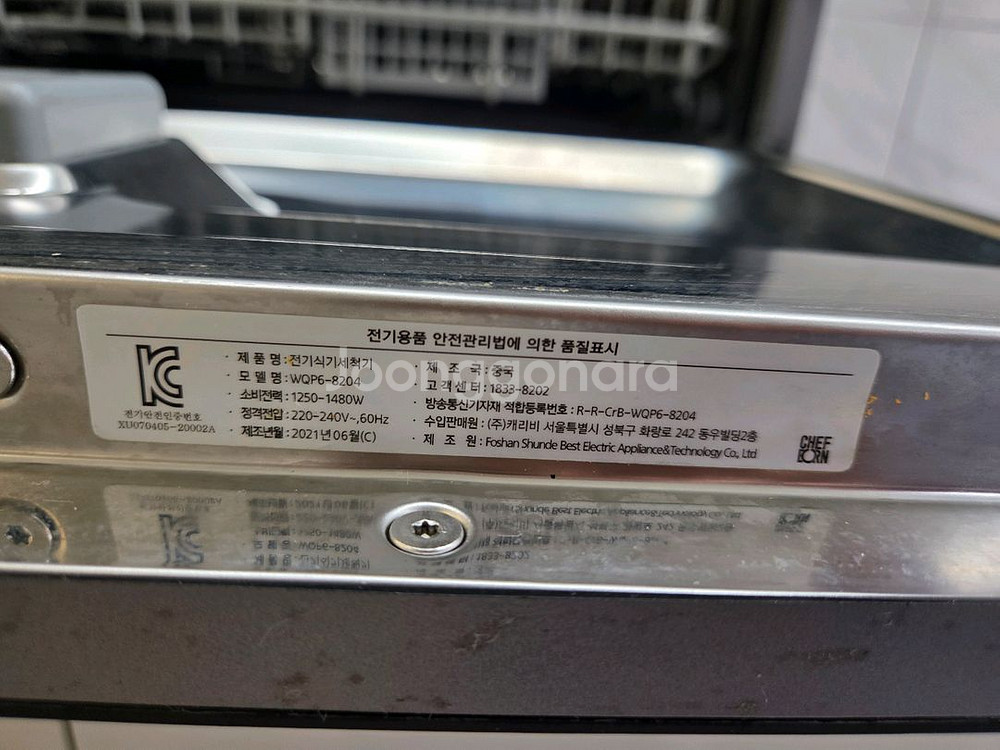 전기용품 안전관리법에 의한 품질표시
KC
전기안전인증번호
XU070405-20002A
· 제 품 명 : 전기식기세척기
· 모 델 명 : WQP6-8204
· 소비전력 : 1250-1480W
· 정격전압 : 220-240V~,60Hz
· 제조년월 : 2021년 06월(C)
· 제 조 국 : 중국
· 고객센터 : 1833-8202
· 방송통신기자재 적합등록번호 : R-R-CrB-WQP6-8204
· 수입판매원 : (주)캐리비 서울특별시 성북구 화랑로 242 동우빌딩2층
· 제 조 원 : Foshan Shunde Best Electric Appliance&Technology Co., Ltd
CHEF
BORN
Joonggonara